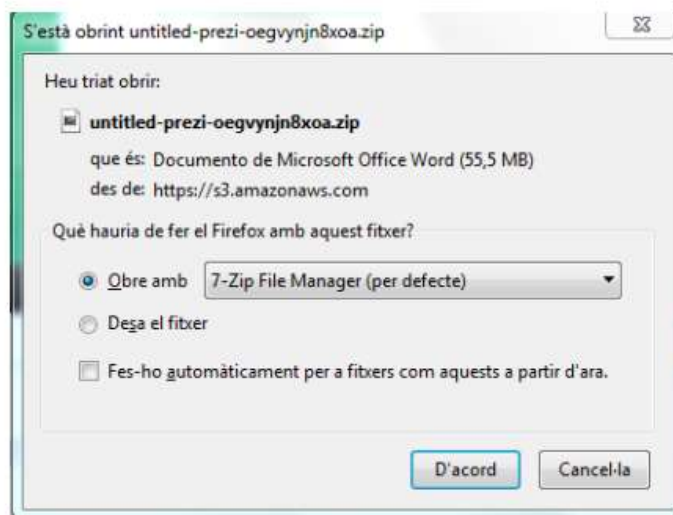 S'està obrint untitled-prezi-oegvynjn8xoa.zip
Heu triat obrir:
untitled-prezi-oegvynjn8xoa.zip
que és: Documento de Microsoft Office Word (55,5 MB)
des de: https://s3.amazonaws.com
Què hauria de fer el Firefox amb aquest fitxer?
Obre amb 7-Zip File Manager (per defecte)
Desa el fitxer
Fes-ho automàticament per a fitxers com aquests a partir d'ara.
D'acord Cancel·la